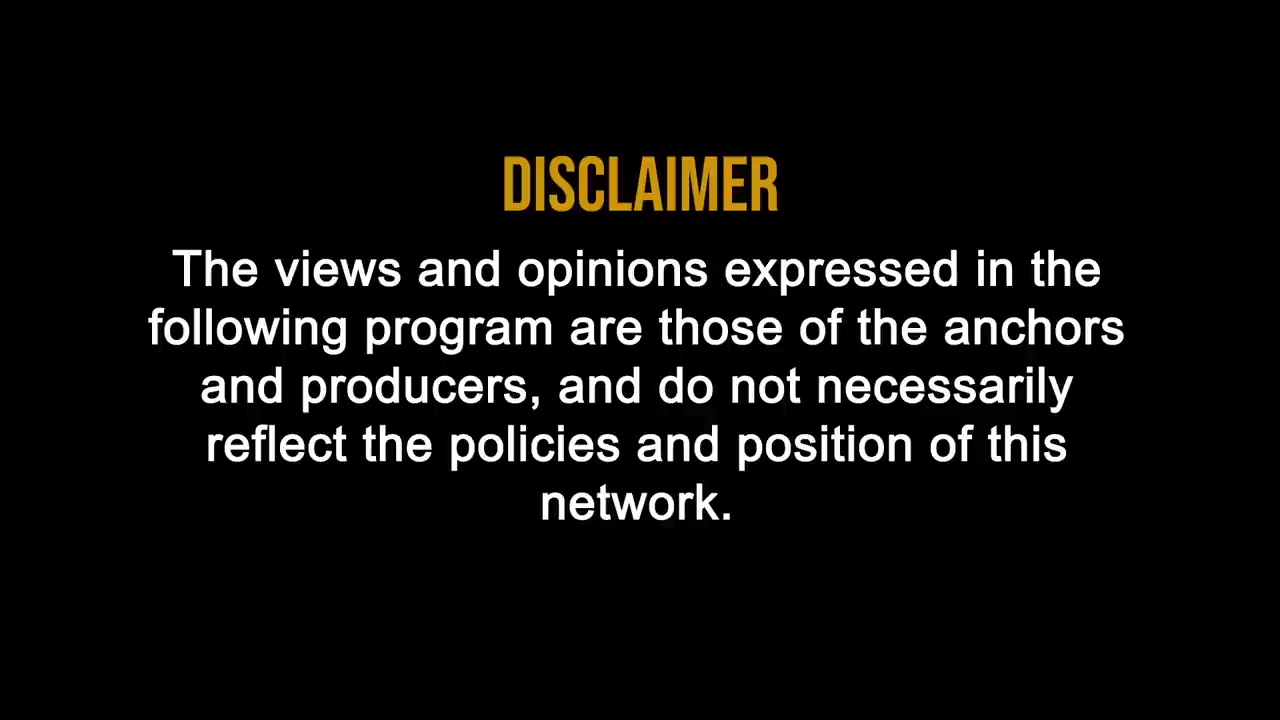 DISCLAIMER
The views and opinions expressed in the
following program are those of the anchors
and producers, and do not necessarily
reflect the policies and position of this
network.